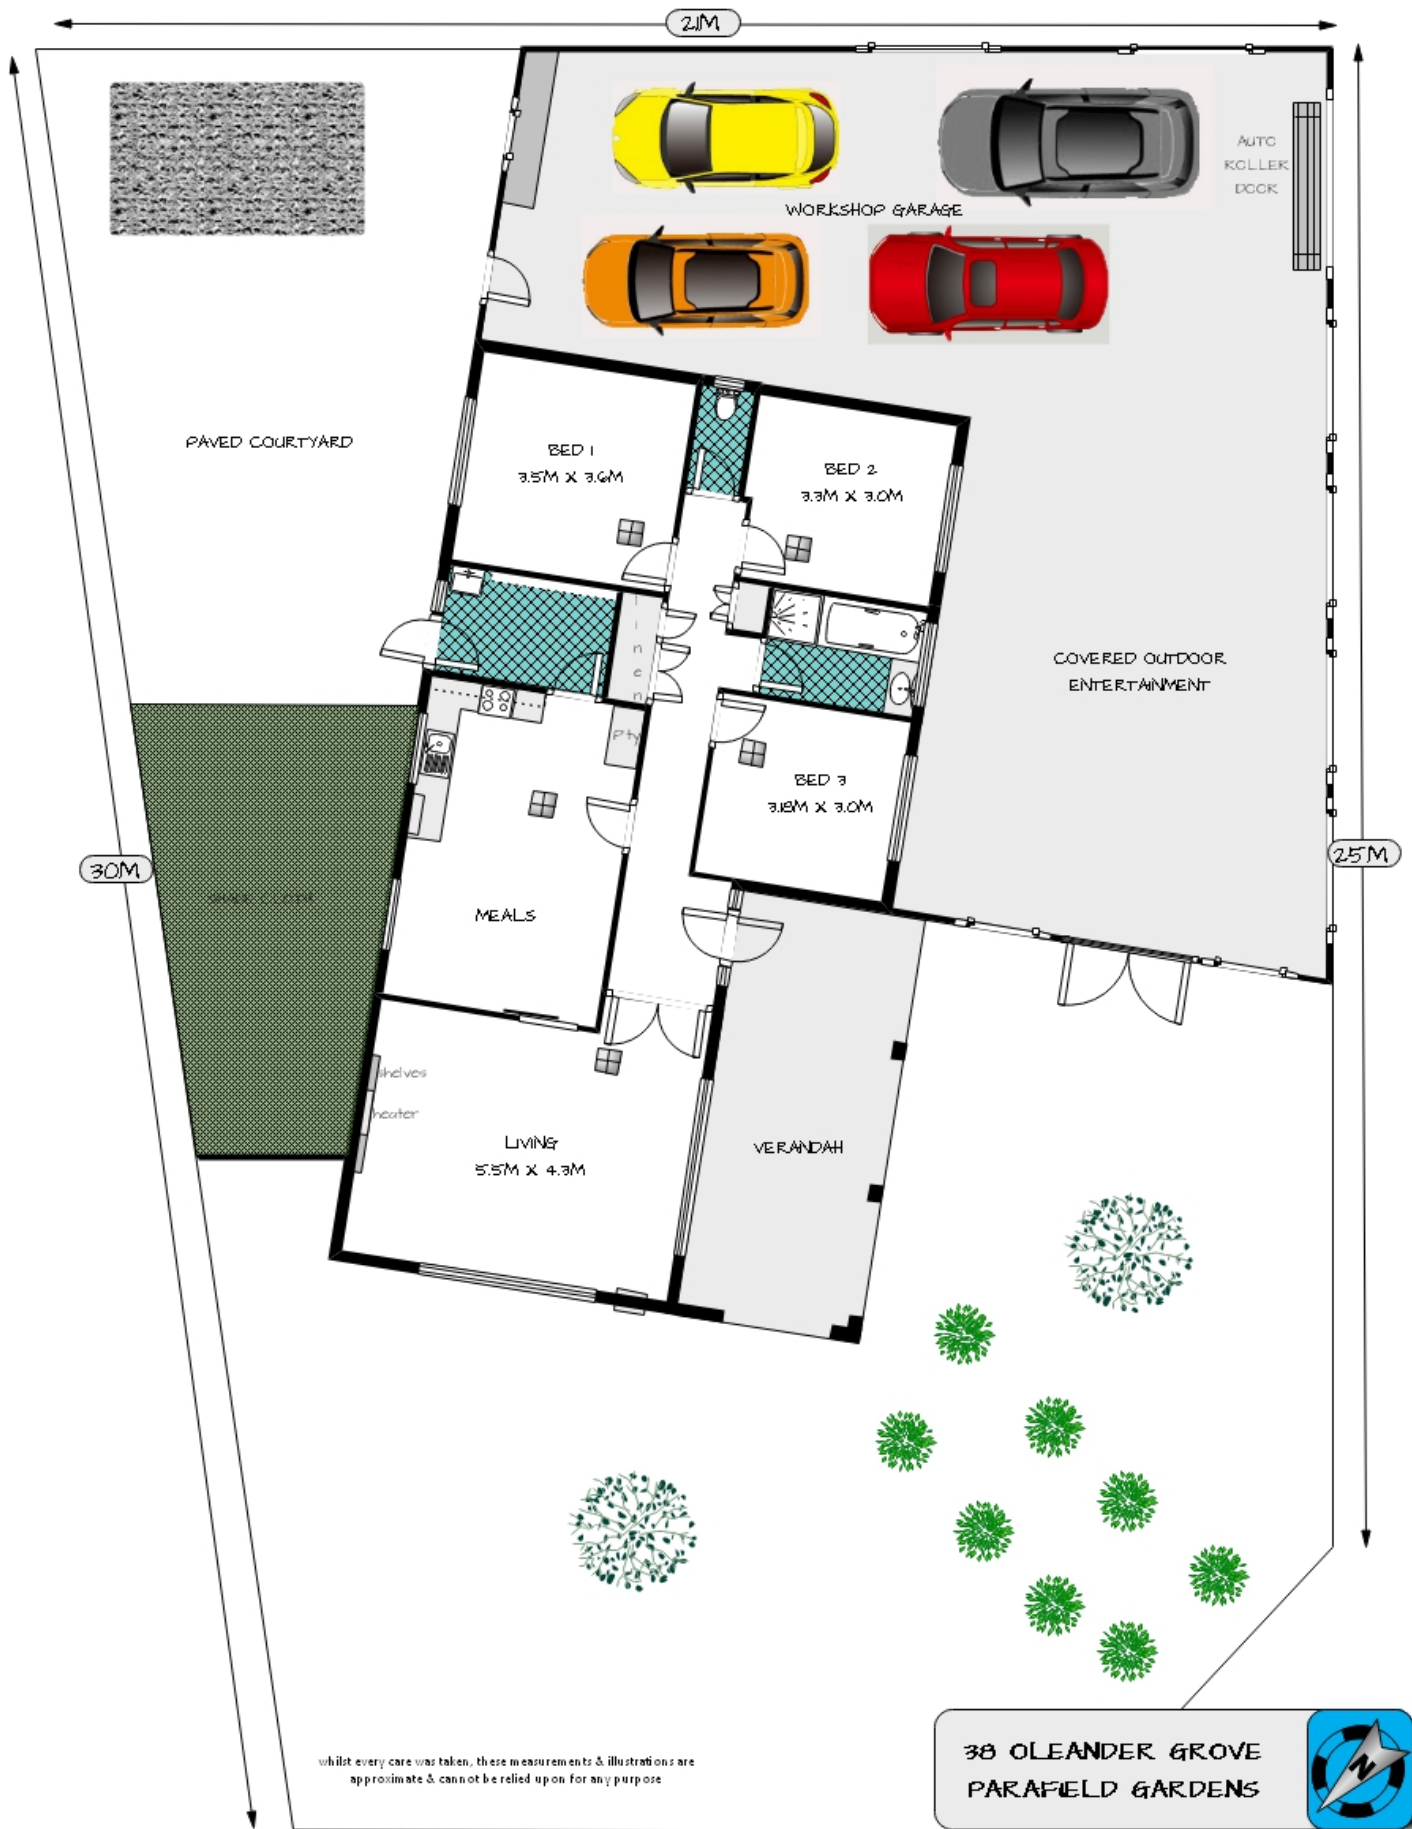 21M
AUTO
ROLLER
DOOR
WORKSHOP GARAGE
PAVED COURTYARD
BED 1
3.5M X 3.6M
BED 2
3.3M X 3.0M
linen
COVERED OUTDOOR
ENTERTAINMENT
Pty
BED 3
3.18M X 3.0M
30M
25M
SHADE CLOTH
MEALS
shelves
heater
LIVING
5.5M X 4.3M
VERANDAH
38 OLEANDER GROVE
PARAFIELD GARDENS
N
whilst every care was taken, these measurements & illustrations are
approximate & cannot be relied upon for any purpose